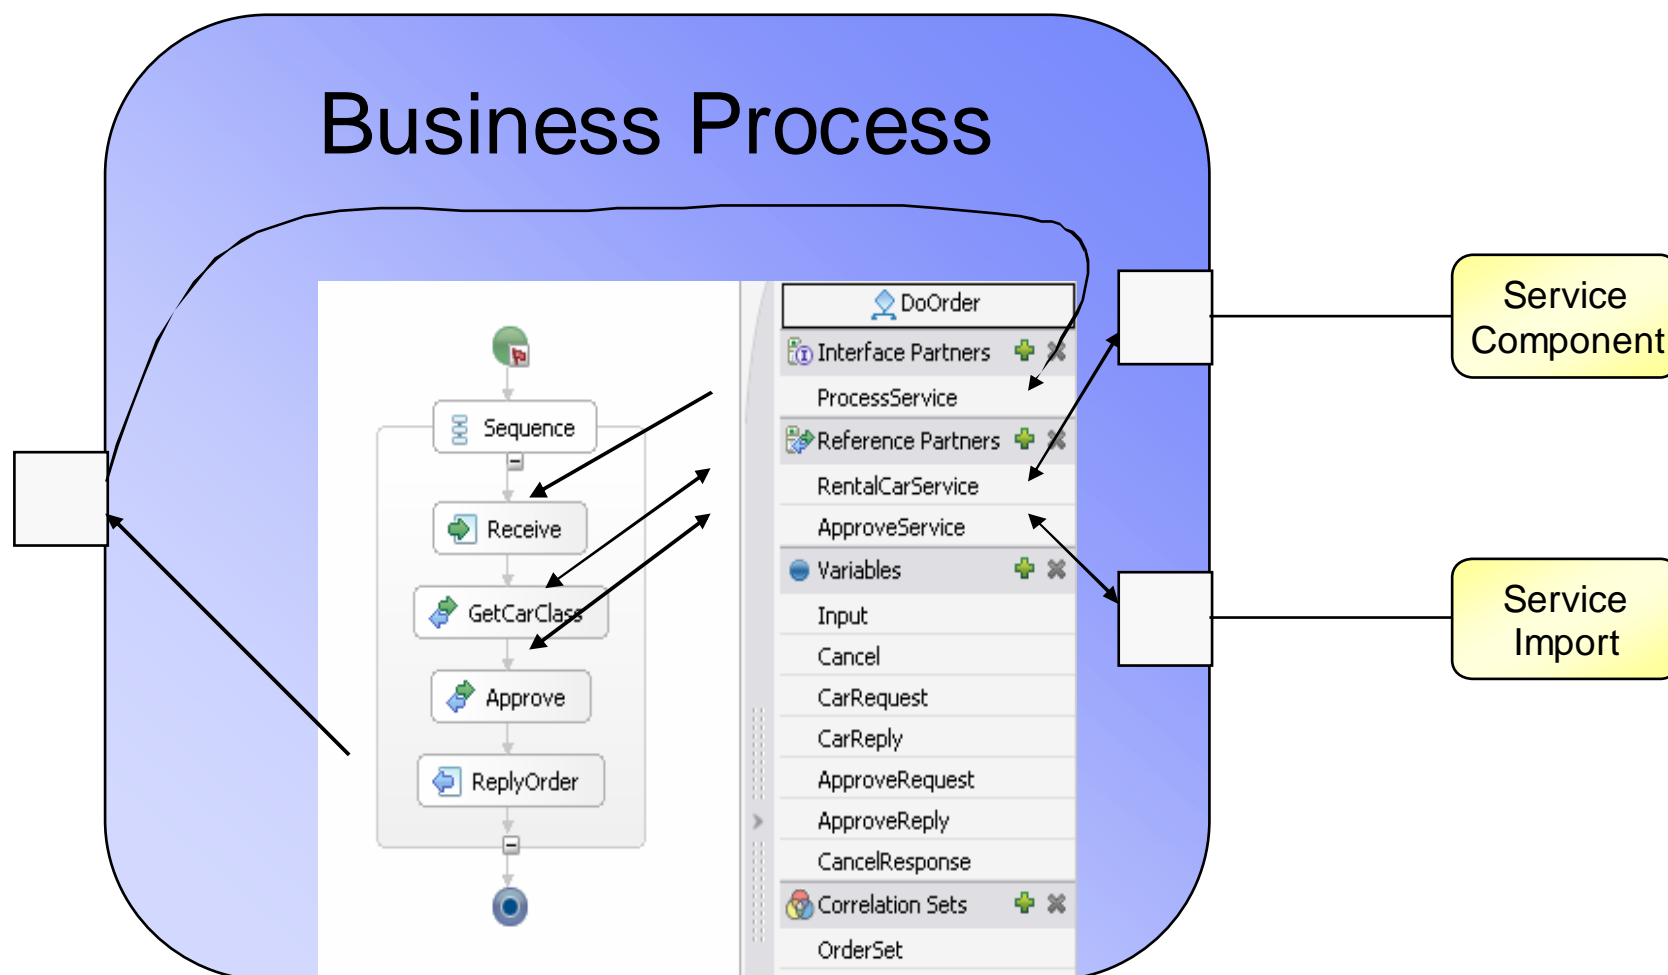 Business Process
Sequence
Receive
GetCarClass
Approve
ReplyOrder
DoOrder
Interface Partners
ProcessService
Reference Partners
RentalCarService
ApproveService
Variables
Input
Cancel
CarRequest
CarReply
ApproveRequest
ApproveReply
CancelResponse
Correlation Sets
OrderSet
Service
Component
Service
Import